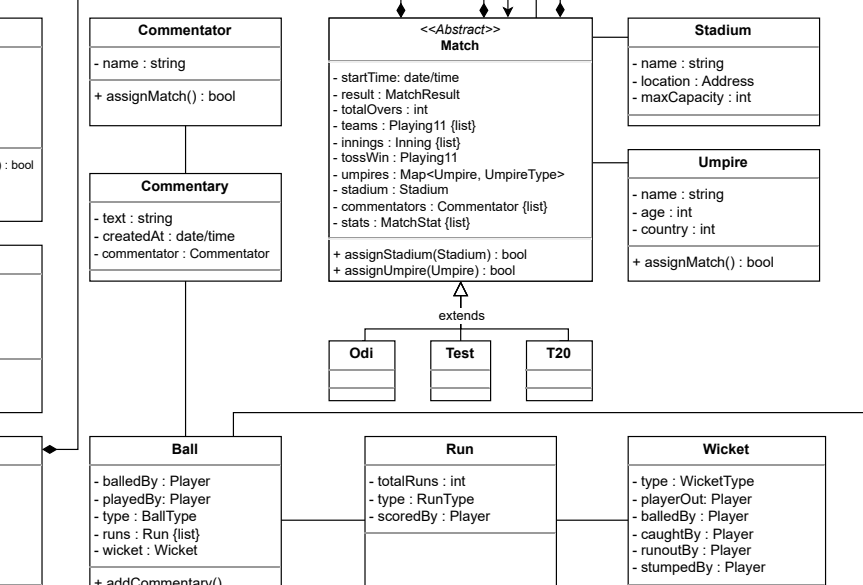 Commentator
- name : string
+ assignMatch() : bool
<<Abstract>>
Match
- startTime: date/time
- result : MatchResult
- totalOvers : int
- teams : Playing11 {list}
- innings : Inning {list}
- tossWin : Playing11
- umpires : Map<Umpire, UmpireType>
- stadium : Stadium
- commentators : Commentator {list}
- stats : MatchStat {list}
+ assignStadium(Stadium) : bool
+ assignUmpire(Umpire) : bool
Stadium
- name : string
- location : Address
- maxCapacity : int
) : bool
Commentary
- text : string
- createdAt : date/time
- commentator : Commentator
Umpire
- name : string
- age : int
- country : int
+ assignMatch() : bool
extends
Odi
Test
T20
Ball
- balledBy : Player
- playedBy: Player
- type : BallType
- runs : Run {list}
- wicket : Wicket
+ addCommentary()
Run
- totalRuns : int
- type : RunType
- scoredBy : Player
Wicket
- type : WicketType
- playerOut: Player
- balledBy : Player
- caughtBy : Player
- runoutBy : Player
- stumpedBy : Player